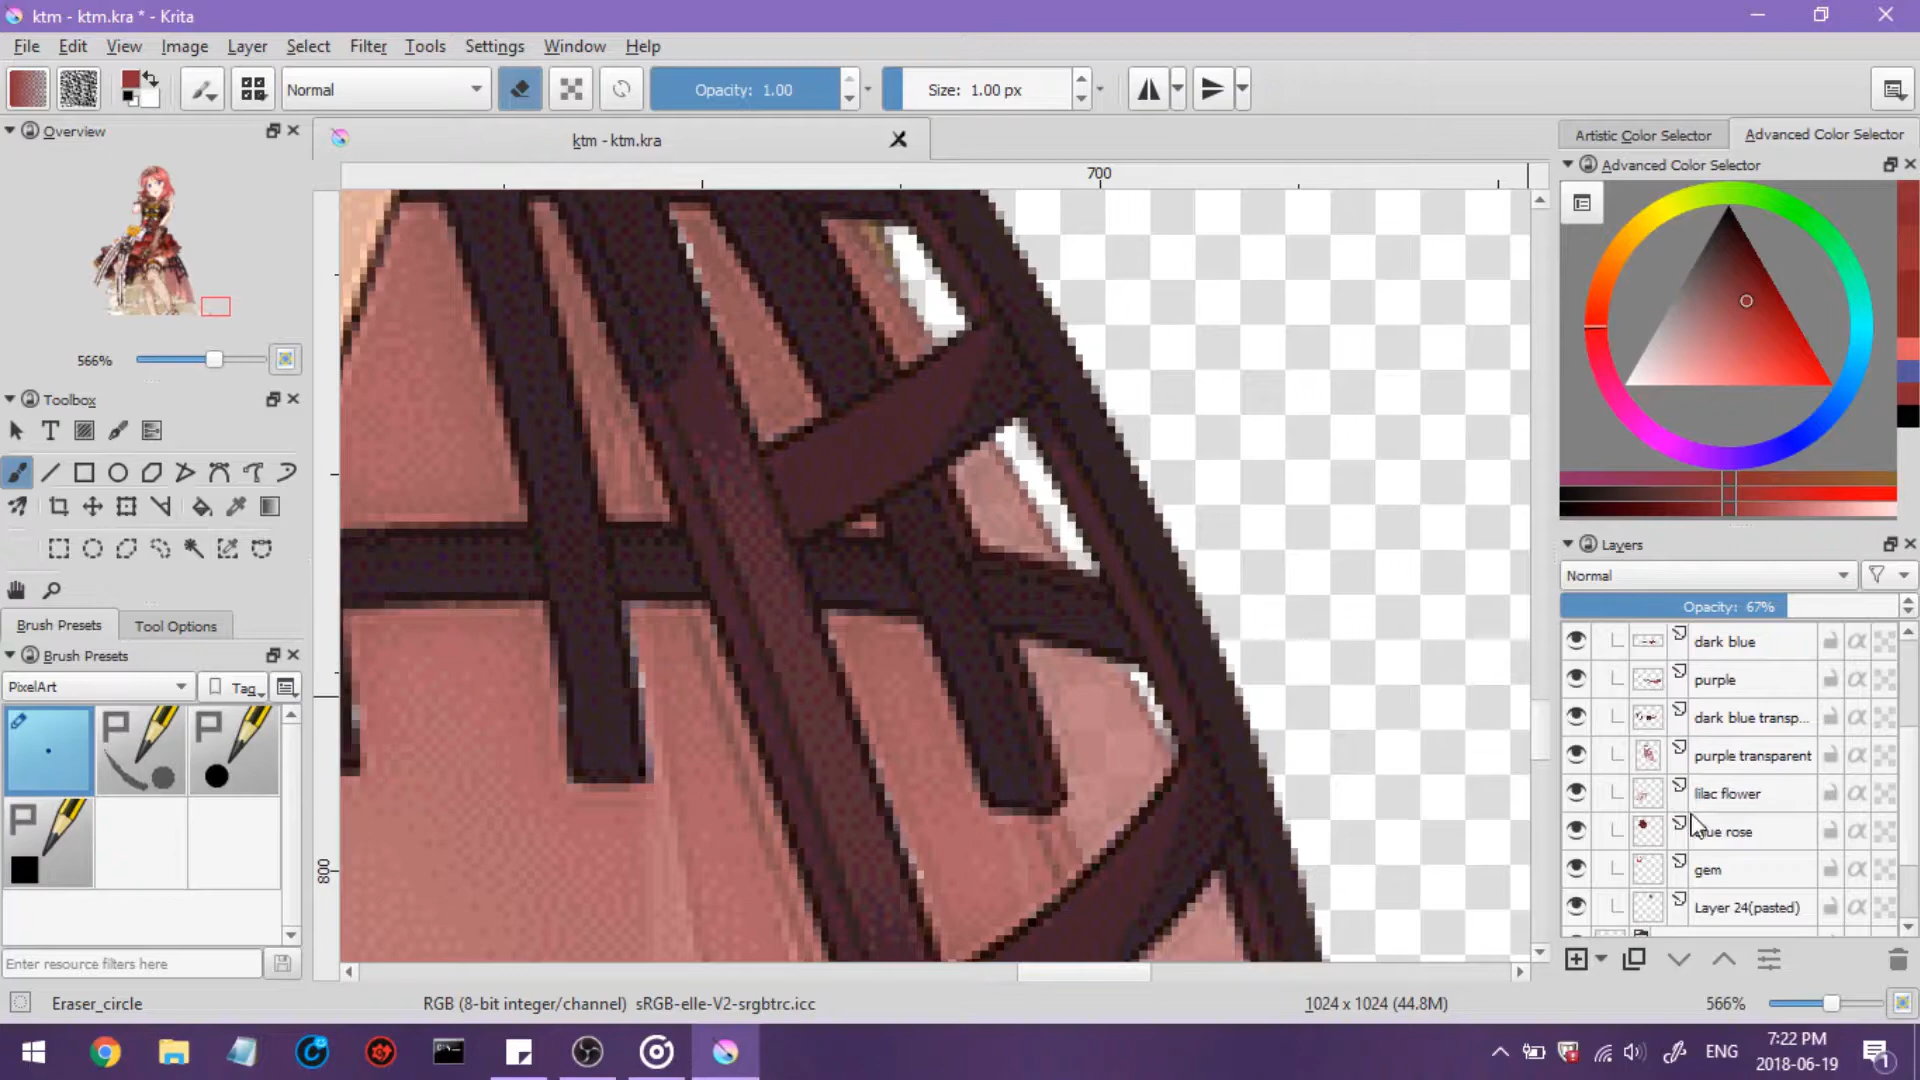 ktm - ktm.kra * - Krita
File Edit View Image Layer Select Filter Tools Settings Window Help
Normal
Opacity: 1.00
Size: 1.00 px
Overview
ktm - ktm.kra
Artistic Color Selector
Advanced Color Selector
Advanced Color Selector
700
800
566%
Toolbox
Brush Presets
Tool Options
Brush Presets
PixelArt
Tag
Enter resource filters here
Layers
Normal
Opacity: 67%
dark blue
purple
dark blue transp...
purple transparent
lilac flower
rose
gem
Layer 24(pasted)
Eraser_circle
RGB (8-bit integer/channel) sRGB-elle-V2-srgbtrc.icc
1024 x 1024 (44.8M)
566%
ENG
7:22 PM
2018-06-19
1